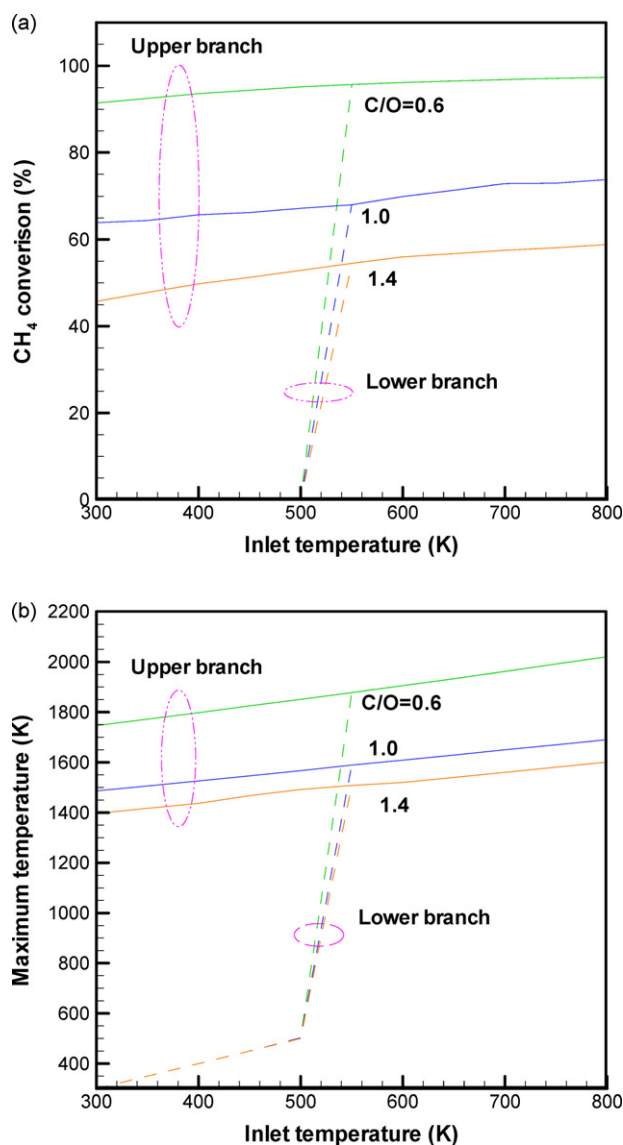 (a)
Upper branch
100
C/O=0.6
80
1.0
60
1.4
40
Lower branch
20
0
300 400 500 600 700 800
CH4 converison (%)
Inlet temperature (K)
(b)
2200
Upper branch
2000
C/O=0.6
1800
1.0
1600
1400
1.4
1200
1000
Lower branch
800
600
400
300 400 500 600 700 800
Maximum temperature (K)
Inlet temperature (K)